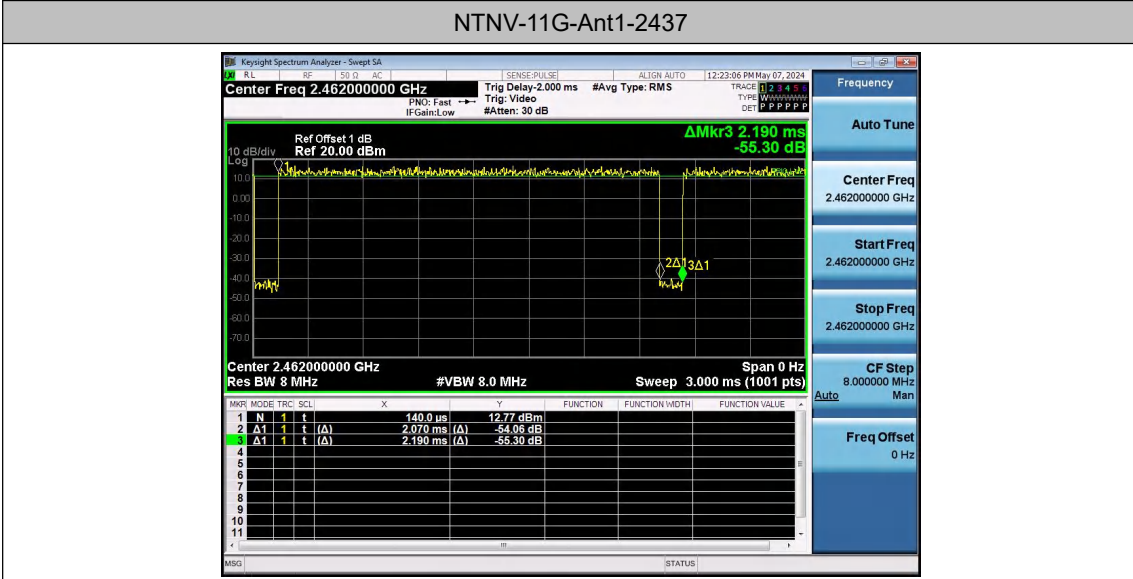 NTNV-11G-Ant1-2437
Keysight Spectrum Analyzer - Swept SA
LXI RL RF 50 Ω AC SENSE:PULSE ALIGN AUTO 12:23:06 PM May 07, 2024
Center Freq 2.462000000 GHz
PNO: Fast
IFGain:Low
Trig Delay-2.000 ms
Trig: Video
#Atten: 30 dB
#Avg Type: RMS
TRACE 1 2 3 4 5 6
TYPE WWWWWW
DET P P P P P P
ΔMkr3 2.190 ms
-55.30 dB
Ref Offset 1 dB
Ref 20.00 dBm
10 dB/div
Log
10.0
0.00
-10.0
-20.0
-30.0
-40.0
-50.0
-60.0
-70.0
1
2Δ1
3Δ1
Center 2.462000000 GHz Span 0 Hz
Res BW 8 MHz #VBW 8.0 MHz Sweep 3.000 ms (1001 pts)
MKR MODE TRC SCL X Y FUNCTION FUNCTION WIDTH FUNCTION VALUE
1 N 1 t 140.0 µs 12.77 dBm
2 Δ1 1 t (Δ) 2.070 ms (Δ) -54.06 dB
3 Δ1 1 t (Δ) 2.190 ms (Δ) -55.30 dB
4
5
6
7
8
9
10
11
MSG STATUS
Frequency
Auto Tune
Center Freq
2.462000000 GHz
Start Freq
2.462000000 GHz
Stop Freq
2.462000000 GHz
CF Step
8.000000 MHz
Auto Man
Freq Offset
0 Hz